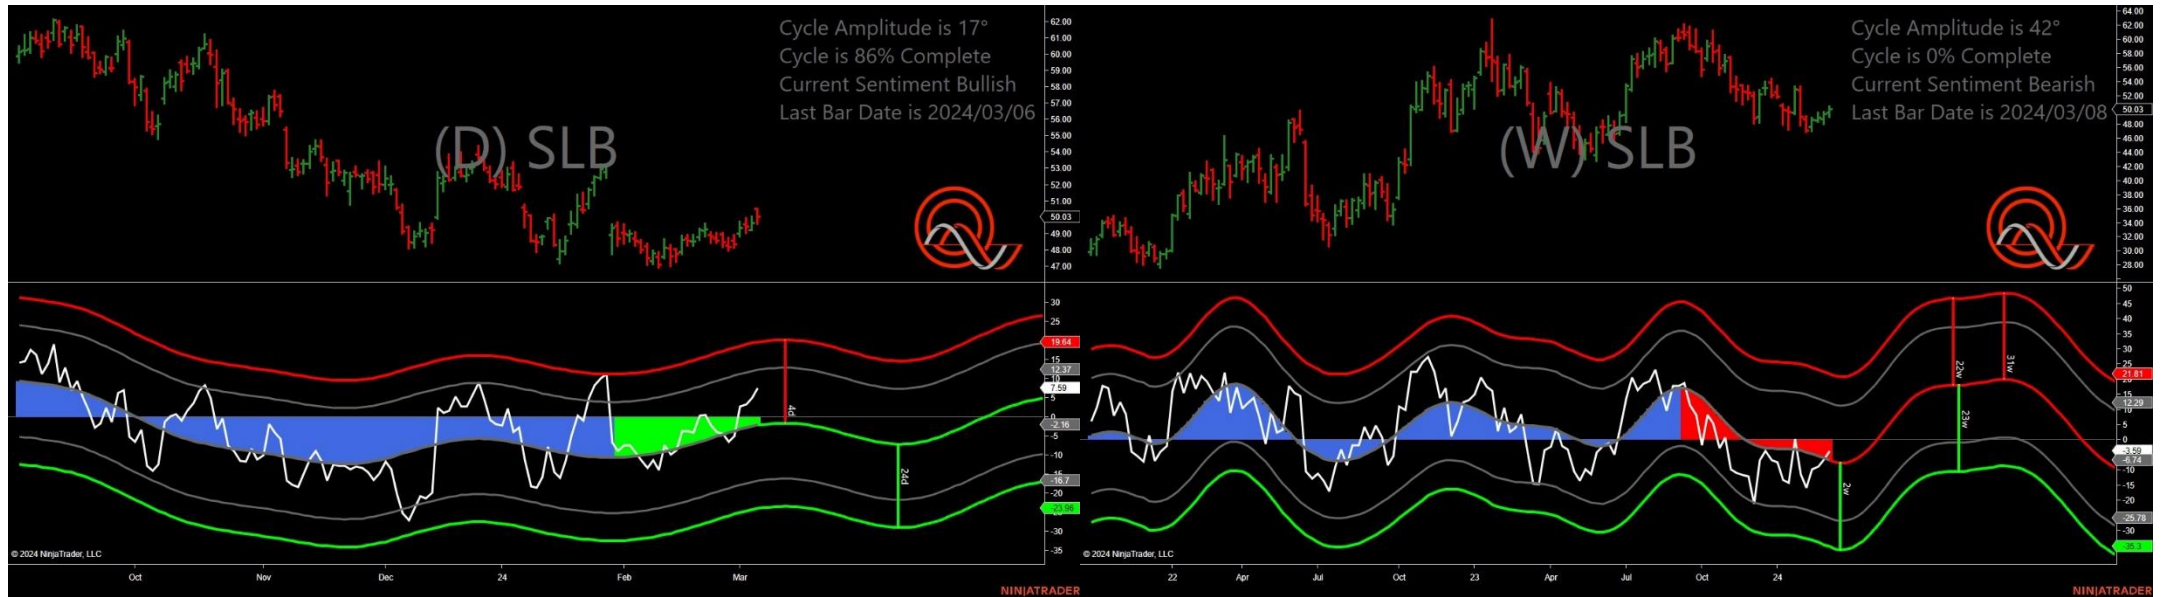 Cycle Amplitude is 17°
Cycle is 86% Complete
Current Sentiment Bullish
Last Bar Date is 2024/03/06
(D) SLB
62.00
61.00
60.00
59.00
58.00
57.00
56.00
55.00
54.00
53.00
52.00
51.00
50.03
49.00
48.00
47.00
30
25
19.64
15
12.37
10
7.59
5
0
-2.16
-5
-10
-16.7
-20
-23.96
-30
-35
4d
24d
© 2024 NinjaTrader, LLC
Oct
Nov
Dec
24
Feb
Mar
NINJATRADER
Cycle Amplitude is 42°
Cycle is 0% Complete
Current Sentiment Bearish
Last Bar Date is 2024/03/08
(W) SLB
64.00
62.00
60.00
58.00
56.00
54.00
52.00
50.03
48.00
46.00
44.00
42.00
40.00
38.00
36.00
34.00
32.00
30.00
28.00
50
45
40
35
30
25
21.81
12.29
10
5
0
-3.59
-6.74
-10
-15
-20
-25.78
-30
-35.3
22w
31w
23w
2w
© 2024 NinjaTrader, LLC
22
Apr
Jul
Oct
23
Apr
Jul
Oct
24
NINJATRADER